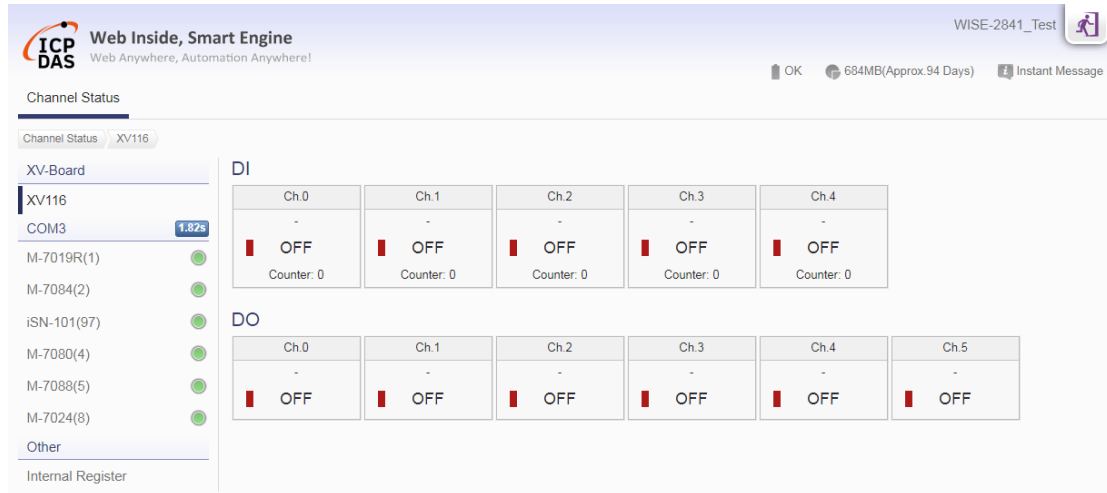 ICP DAS
Web Inside, Smart Engine
Web Anywhere, Automation Anywhere!
WISE-2841_Test
OK 684MB(Approx.94 Days) Instant Message
Channel Status
Channel Status XV116
XV-Board
XV116
COM3 1.82s
M-7019R(1)
M-7084(2)
iSN-101(97)
M-7080(4)
M-7088(5)
M-7024(8)
Other
Internal Register
DI
Ch.0 Ch.1 Ch.2 Ch.3 Ch.4
- - - - -
OFF OFF OFF OFF OFF
Counter: 0 Counter: 0 Counter: 0 Counter: 0 Counter: 0
DO
Ch.0 Ch.1 Ch.2 Ch.3 Ch.4 Ch.5
- - - - - -
OFF OFF OFF OFF OFF OFF